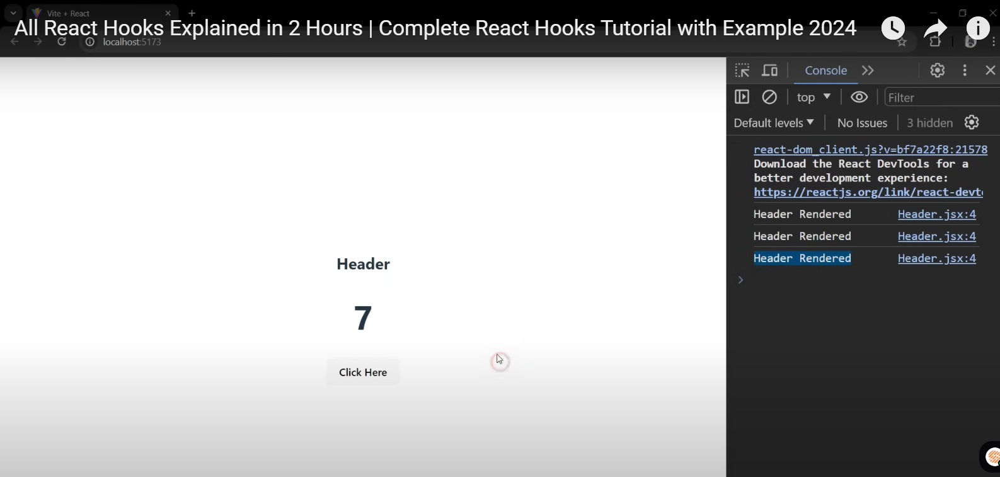 Vite + React
All React Hooks Explained in 2 Hours | Complete React Hooks Tutorial with Example 2024
localhost:5173
Console
top
Filter
Default levels
No Issues
3 hidden
react-dom_client.js?v=bf7a22f8:21578
Download the React DevTools for a
better development experience:
https://reactjs.org/link/react-devt
Header Rendered Header.jsx:4
Header Rendered Header.jsx:4
Header Rendered Header.jsx:4
Header
7
Click Here